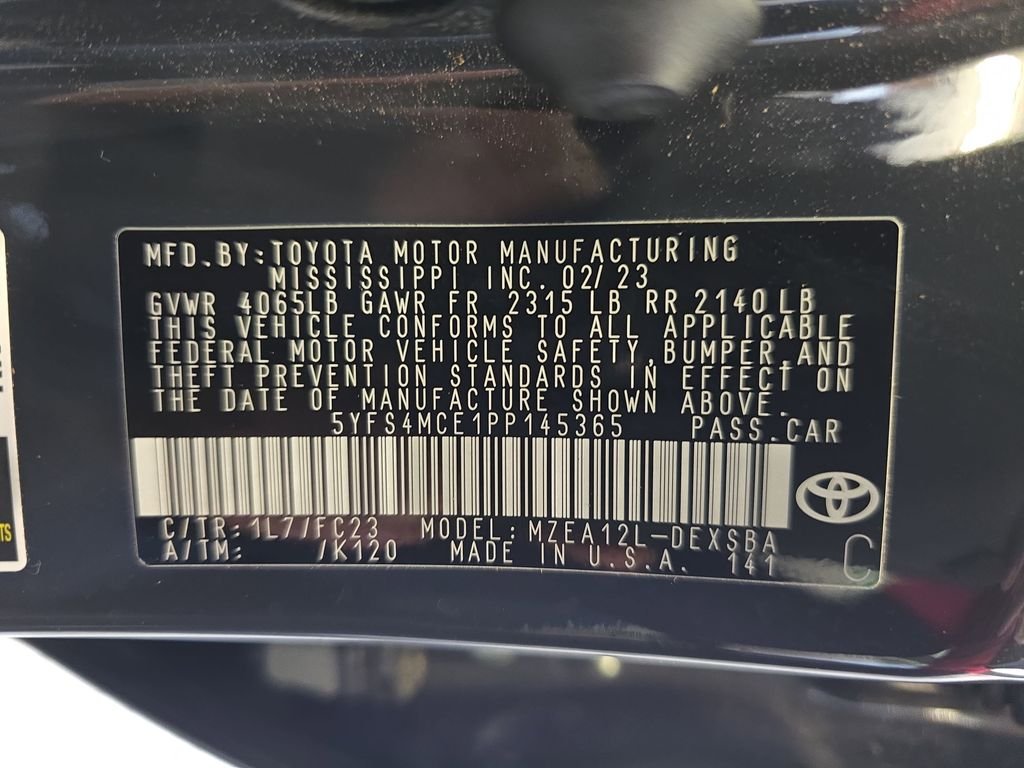 MFD.BY:TOYOTA MOTOR MANUFACTURING
MISSISSIPPI INC. 02/23
GVWR 4065LB GAWR FR 2315 LB RR 2140 LB
THIS VEHICLE CONFORMS TO ALL APPLICABLE
FEDERAL MOTOR VEHICLE SAFETY,BUMPER,AND
THEFT PREVENTION STANDARDS IN EFFECT ON
THE DATE OF MANUFACTURE SHOWN ABOVE.
5YFS4MCE1PP145365 PASS.CAR
C/TR: 1L7/FC23 MODEL:MZEA12L-DEXSBA
A/TM: /K120 MADE IN U.S.A. 141 C